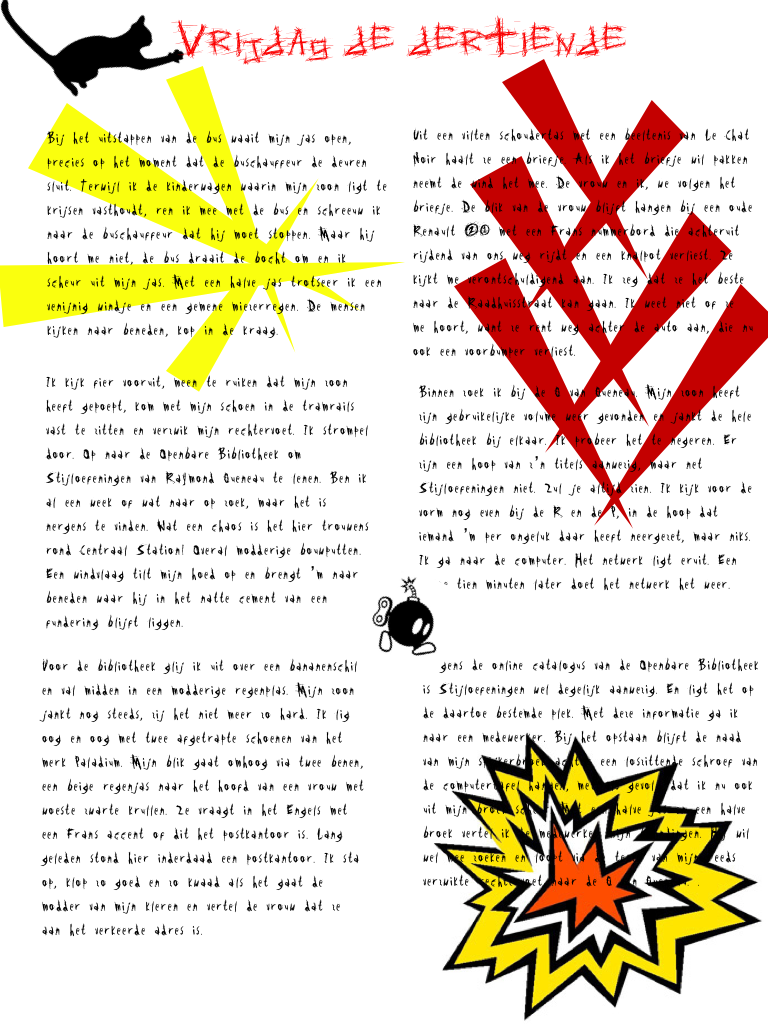 Vrijdag de dertiende
Bij het uitstappen van de bus waait mijn jas open,
precies op het moment dat de buschauffeur de deuren
sluit. Terwijl ik de kinderwagen waarin mijn zoon ligt te
krijsen vasthoudt, ren ik mee met de bus en schreeuw ik
naar de buschauffeur dat hij moet stoppen. Maar hij
hoort me niet, de bus draait de bocht om en ik
scheur uit mijn jas. Met een halve jas trotseer ik een
venijnig windje en een gemene miezerregen. De mensen
kijken naar beneden, kop in de kraag.
Ik kijk fier vooruit, meen te ruiken dat mijn zoon
heeft gepoept, kom met mijn schoen in de tramrails
vast te zitten en verzwik mijn rechtervoet. Ik strompel
door. Op naar de Openbare Bibliotheek om
Stijloefeningen van Raymond Queneau te lenen. Ben ik
al een week of wat naar op zoek, maar het is
nergens te vinden. Wat een chaos is het hier trouwens
rond Centraal Station! Overal modderige bouwputten.
Een windvlaag tilt mijn hoed op en brengt 'm naar
beneden waar hij in het natte cement van een
fundering blijft liggen.
Voor de bibliotheek glij ik uit over een bananenschil
en val midden in een modderige regenplas. Mijn zoon
jankt nog steeds, zij het niet meer zo hard. Ik lig
oog en oog met twee afgetrapte schoenen van het
merk Palladium. Mijn blik gaat omhoog via twee benen,
een beige regenjas naar het hoofd van een vrouw met
woeste zwarte krullen. Ze vraagt in het Engels met
een Frans accent of dit het postkantoor is. Lang
geleden stond hier inderdaad een postkantoor. Ik sta
op, klop zo goed en zo kwaad als het gaat de
modder van mijn kleren en vertel de vrouw dat ze
aan het verkeerde adres is.
Uit een vilten schoudertas met een beeltenis van Le Chat
Noir haalt ze een briefje. Als ik het briefje wil pakken
neemt de wind het mee. De vrouw en ik, we volgen het
briefje. De blik van de vrouw blijft hangen bij een oude
Renault met een Frans nummerbord die achteruit
rijdend van ons weg rijdt en een knalpot verliest. Ze
kijkt me verontschuldigend aan. Ik zeg dat ze het beste
naar de Raadhuisstraat kan gaan. Ik weet niet of ze
me hoort, want ze rent weg achter de auto aan, die nu
ook een voorbumper verliest.
Binnen zoek ik bij de Q van Queneau. Mijn zoon heeft
zijn gebruikelijke volume weer gevonden en jankt de hele
bibliotheek bij elkaar. Ik probeer het te negeren. Er
zijn een hoop van z'n titels aanwezig, maar net
Stijloefeningen niet. Zul je altijd zien. Ik kijk voor de
vorm nog even bij de R en de P, in de hoop dat
iemand 'm per ongeluk daar heeft neergezet, maar niks.
Ik ga naar de computer. Het netwerk ligt eruit. Een
tien minuten later doet het netwerk het weer.
gens de online catalogus van de Openbare Bibliotheek
is Stijloefeningen wel degelijk aanwezig. En ligt het op
de daartoe bestemde plek. Met deze informatie ga ik
naar een medewerker. Bij het opstaan blijft de naad
van mijn spijkerbroek achter een loszittende schroef van
de computertafel hangen, met als gevolg dat ik nu ook
uit mijn broek scheur. Met een halve jas en een halve
broek vertel ik de medewerker mijn bevindingen. Hij wil
wel mee zoeken en loopt via de tenen van mijn reeds
verzwikte rechtervoet naar de Q van Queneau. .